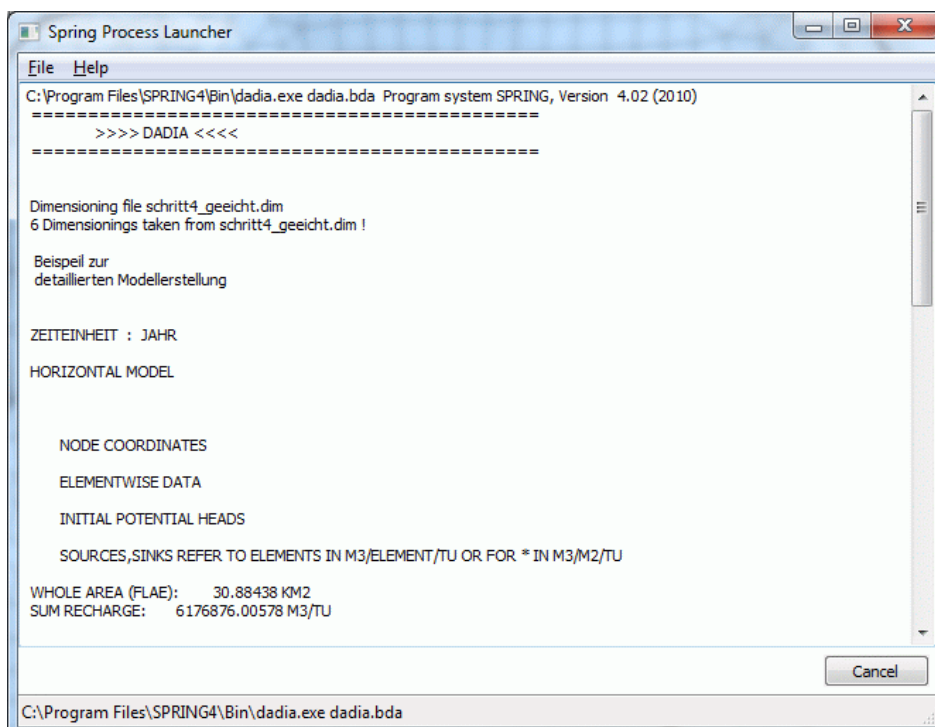 Spring Process Launcher
File Help
C:\Program Files\SPRING4\Bin\dadia.exe dadia.bda Program system SPRING, Version 4.02 (2010)
=============================================
>>>> DADIA <<<<
=============================================
Dimensioning file schritt4_geeicht.dim
6 Dimensionings taken from schritt4_geeicht.dim !
Beispeil zur
detaillierten Modellerstellung
ZEITEINHEIT : JAHR
HORIZONTAL MODEL
NODE COORDINATES
ELEMENTWISE DATA
INITIAL POTENTIAL HEADS
SOURCES,SINKS REFER TO ELEMENTS IN M3/ELEMENT/TU OR FOR * IN M3/M2/TU
WHOLE AREA (FLAE): 30.88438 KM2
SUM RECHARGE: 6176876.00578 M3/TU
Cancel
C:\Program Files\SPRING4\Bin\dadia.exe dadia.bda